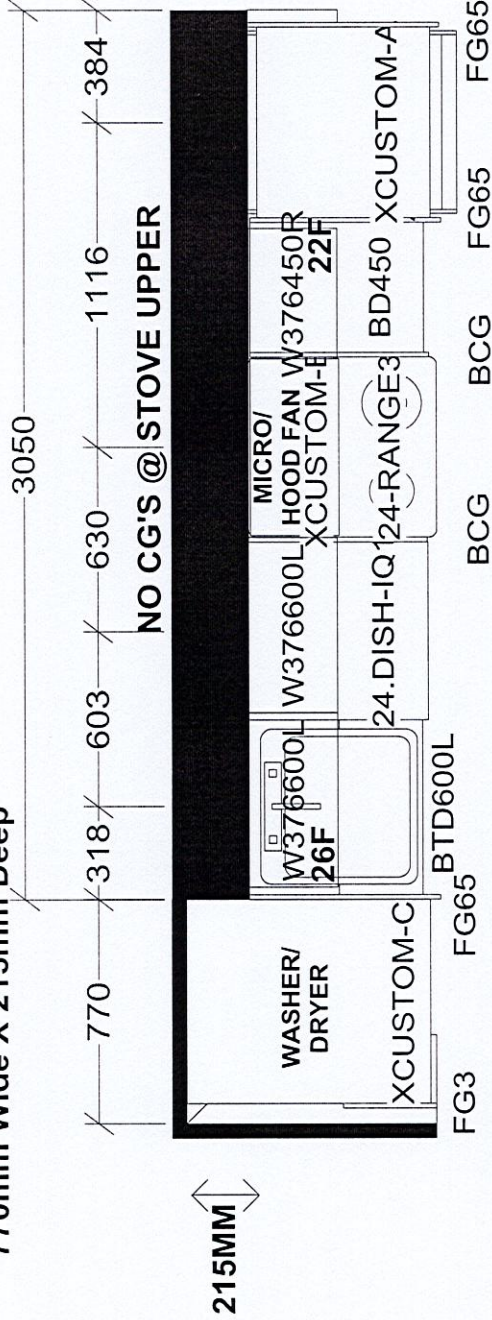 770mm Wide X 215mm Deep
3050
770
318
603
630
1116
384
NO CG'S @ STOVE UPPER
215MM
WASHER/
DRYER
XCUSTOM-C
W376600L
26F
W376600L
MICRO/
HOOD FAN
XCUSTOM-B
W376450R
22F
24.DISH-IQ
24-RANGE3
BD450
XCUSTOM-A
BTD600L
FG3
FG65
BCG
BCG
FG65
FG65